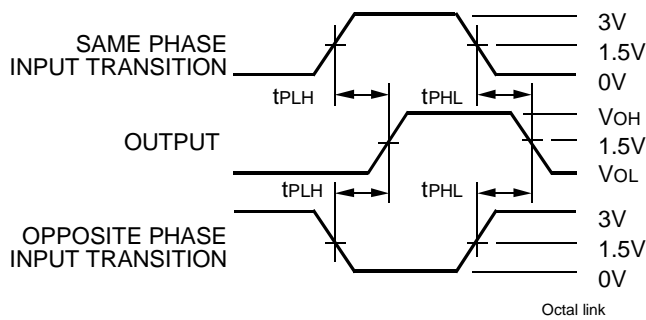 3V
SAME PHASE
INPUT TRANSITION
1.5V
0V
tPLH
tPHL
VOH
OUTPUT
1.5V
VOL
tPLH
tPHL
3V
OPPOSITE PHASE
INPUT TRANSITION
1.5V
0V
Octal link